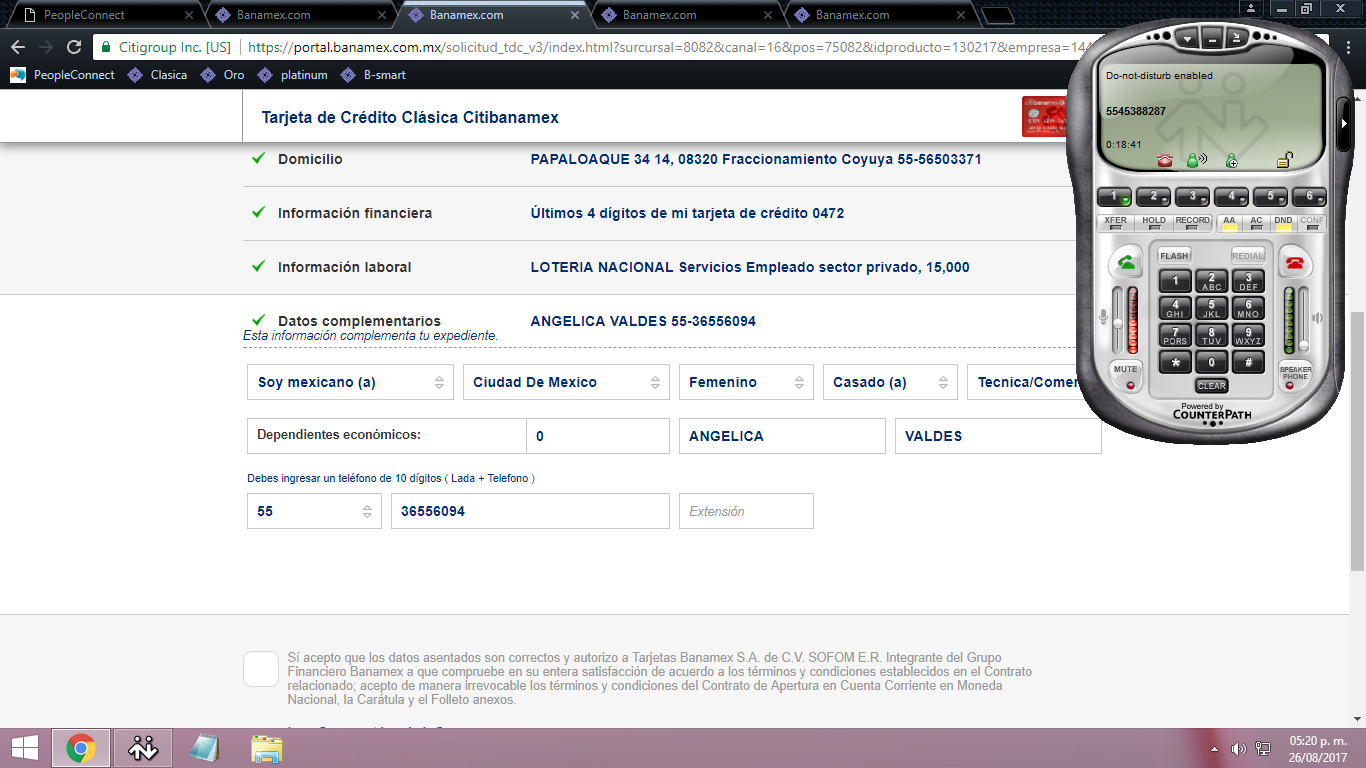 PeopleConnect
Banamex.com
Banamex.com
Banamex.com
Banamex.com
Citigroup Inc. [US]
https://portal.banamex.com.mx/solicitud_tdc_v3/index.html?surcursal=8082&canal=16&pos=75082&idproducto=130217&empresa=144
PeopleConnect
Clasica
Oro
platinum
B-smart
Tarjeta de Crédito Clásica Citibanamex
Domicilio
PAPALOAQUE 34 14, 08320 Fraccionamiento Coyuya 55-56503371
Información financiera
Últimos 4 dígitos de mi tarjeta de crédito 0472
Información laboral
LOTERIA NACIONAL Servicios Empleado sector privado, 15,000
Datos complementarios
ANGELICA VALDES 55-36556094
Esta información complementa tu expediente.
Soy mexicano (a)
Ciudad De Mexico
Femenino
Casado (a)
Tecnica/Comer
Dependientes económicos:
0
ANGELICA
VALDES
Debes ingresar un teléfono de 10 dígitos ( Lada + Telefono )
55
36556094
Extensión
Sí acepto que los datos asentados son correctos y autorizo a Tarjetas Banamex S.A. de C.V. SOFOM E.R. Integrante del Grupo
Financiero Banamex a que compruebe en su entera satisfacción de acuerdo a los términos y condiciones establecidos en el Contrato
relacionado; acepto de manera irrevocable los términos y condiciones del Contrato de Apertura en Cuenta Corriente en Moneda
Nacional, la Carátula y el Folleto anexos.
Do-not-disturb enabled
5545388287
0:18:41
1 2 3 4 5 6
XFER HOLD RECORD AA AC DND CONF
FLASH REDIAL
1 2 ABC 3 DEF
4 GHI 5 JKL 6 MNO
7 PQRS 8 TUV 9 WXYZ
* 0 #
MUTE
SPEAKER
PHONE
CLEAR
Powered by
COUNTERPATH
05:20 p. m.
26/08/2017